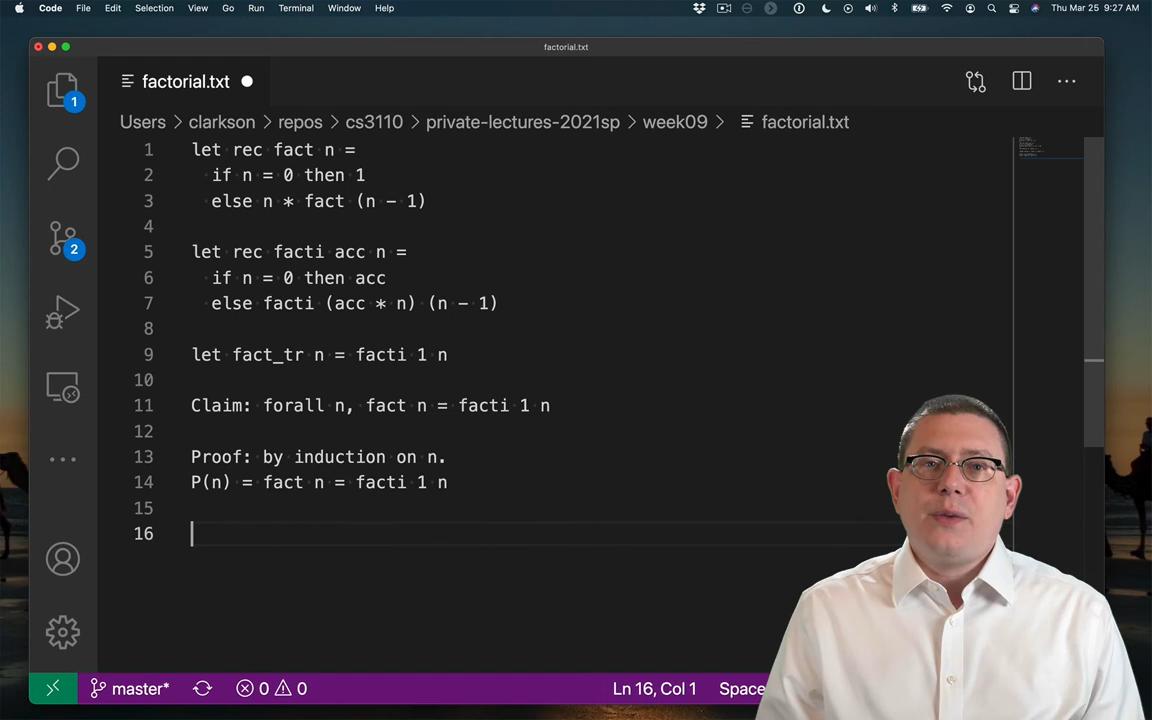 Code File Edit Selection View Go Run Terminal Window Help
Thu Mar 25 9:27 AM
factorial.txt
factorial.txt
Users > clarkson > repos > cs3110 > private-lectures-2021sp > week09 > factorial.txt
1
2
1 let rec fact n =
2 if n = 0 then 1
3 else n * fact (n - 1)
4
5 let rec facti acc n =
6 if n = 0 then acc
7 else facti (acc * n) (n - 1)
8
9 let fact_tr n = facti 1 n
10
11 Claim: forall n, fact n = facti 1 n
12
13 Proof: by induction on n.
14 P(n) = fact n = facti 1 n
15
16
master* 0 0 Ln 16, Col 1 Space